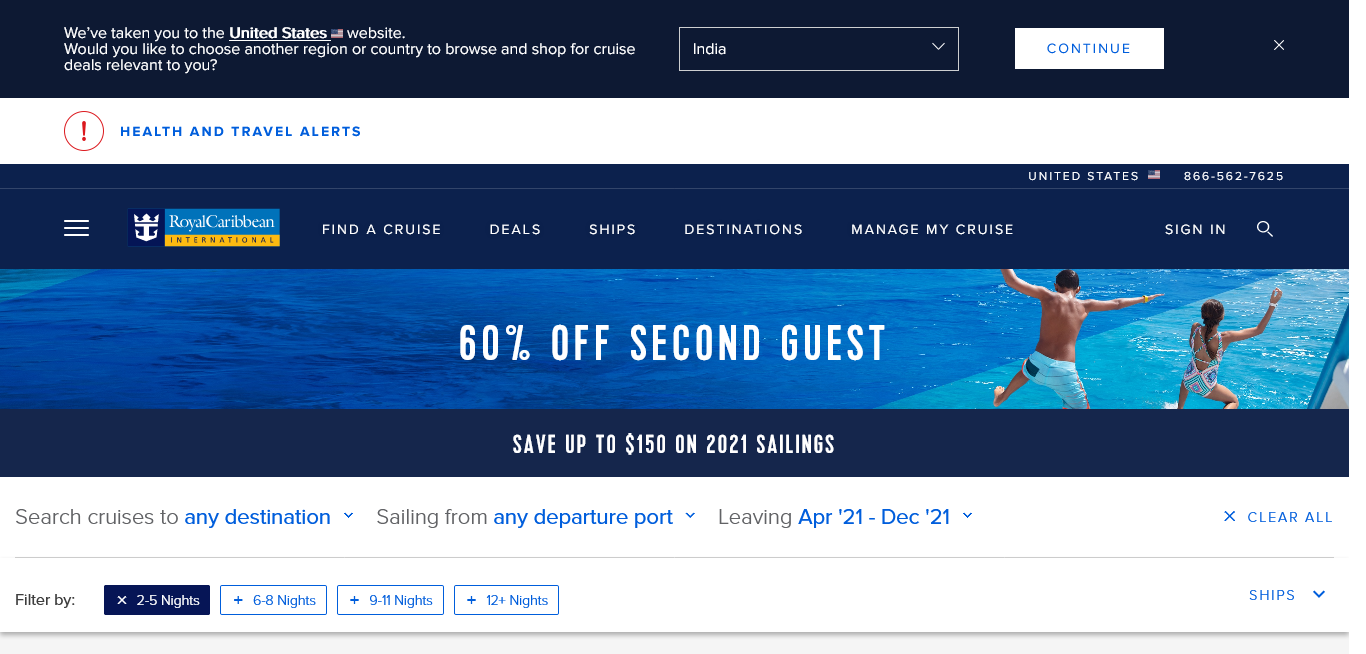 We've taken you to the United States website.
Would you like to choose another region or country to browse and shop for cruise
deals relevant to you?
India
CONTINUE
HEALTH AND TRAVEL ALERTS
UNITED STATES 866-562-7625
RoyalCaribbean
INTERNATIONAL
FIND A CRUISE DEALS SHIPS DESTINATIONS MANAGE MY CRUISE SIGN IN
60% OFF SECOND GUEST
SAVE UP TO $150 ON 2021 SAILINGS
Search cruises to any destination Sailing from any departure port Leaving Apr '21 - Dec '21 CLEAR ALL
Filter by: 2-5 Nights + 6-8 Nights + 9-11 Nights + 12+ Nights SHIPS